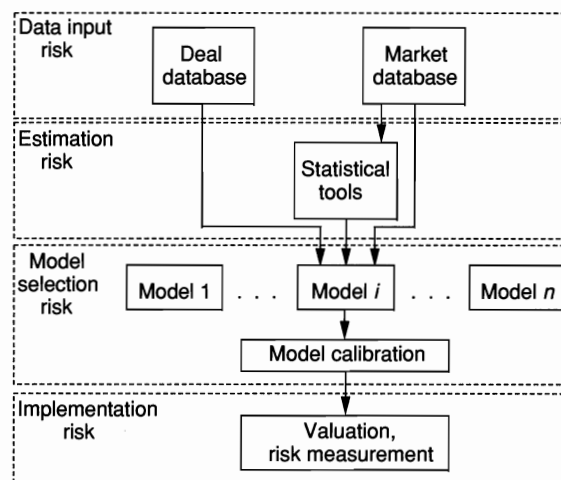 Data input
risk
Deal
database
Market
database
Estimation
risk
Statistical
tools
Model
selection
risk
Model 1
. . .
Model i
. . .
Model n
Model calibration
Implementation
risk
Valuation,
risk measurement